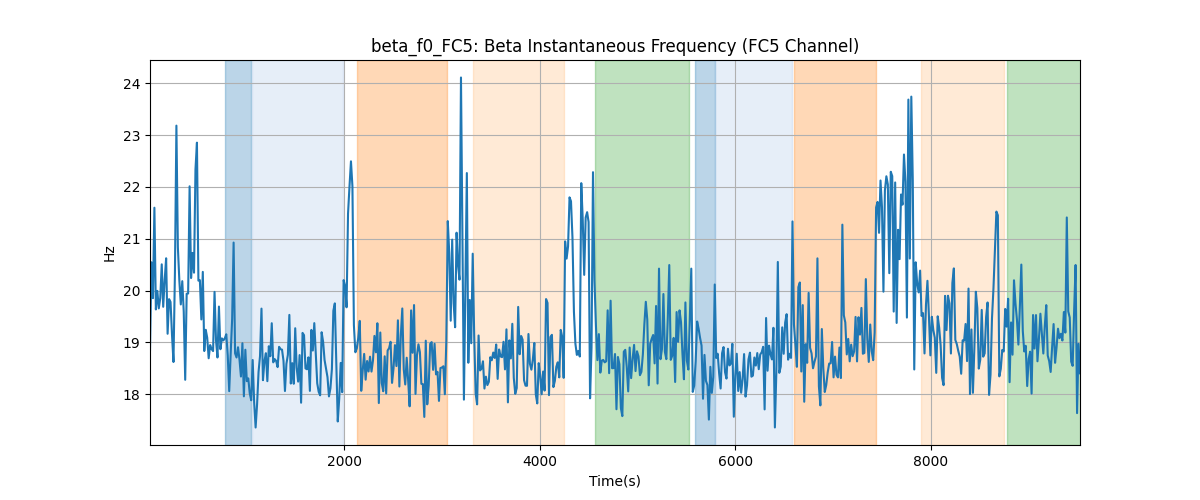 beta_f0_FC5: Beta Instantaneous Frequency (FC5 Channel)
24
23
22
21
20
19
18
Hz
2000 4000 6000 8000
Time(s)